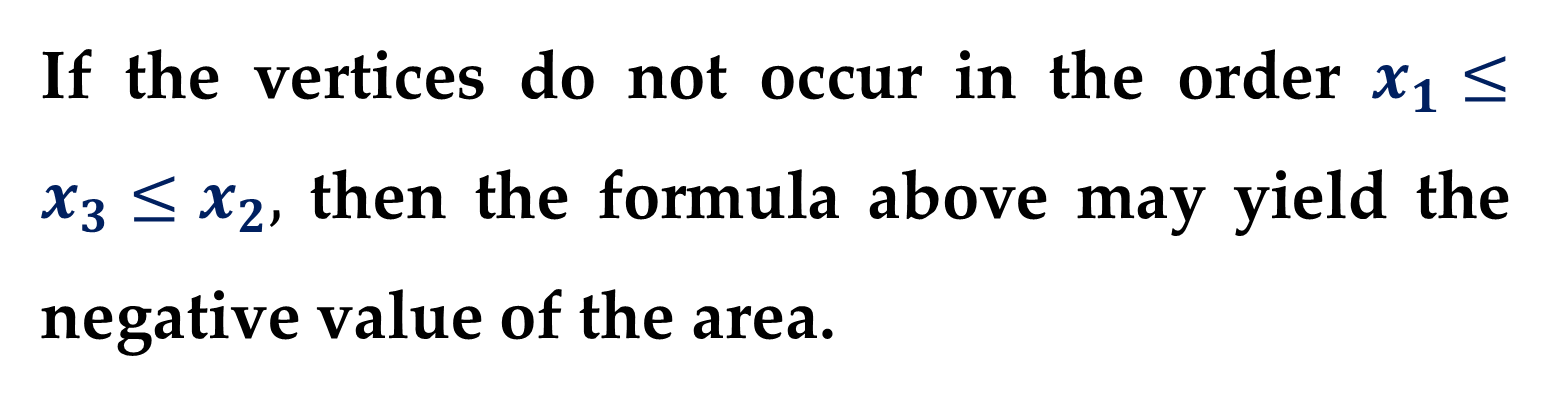 If the vertices do not occur in the order x₁ ≤
x₃ ≤ x₂, then the formula above may yield the
negative value of the area.